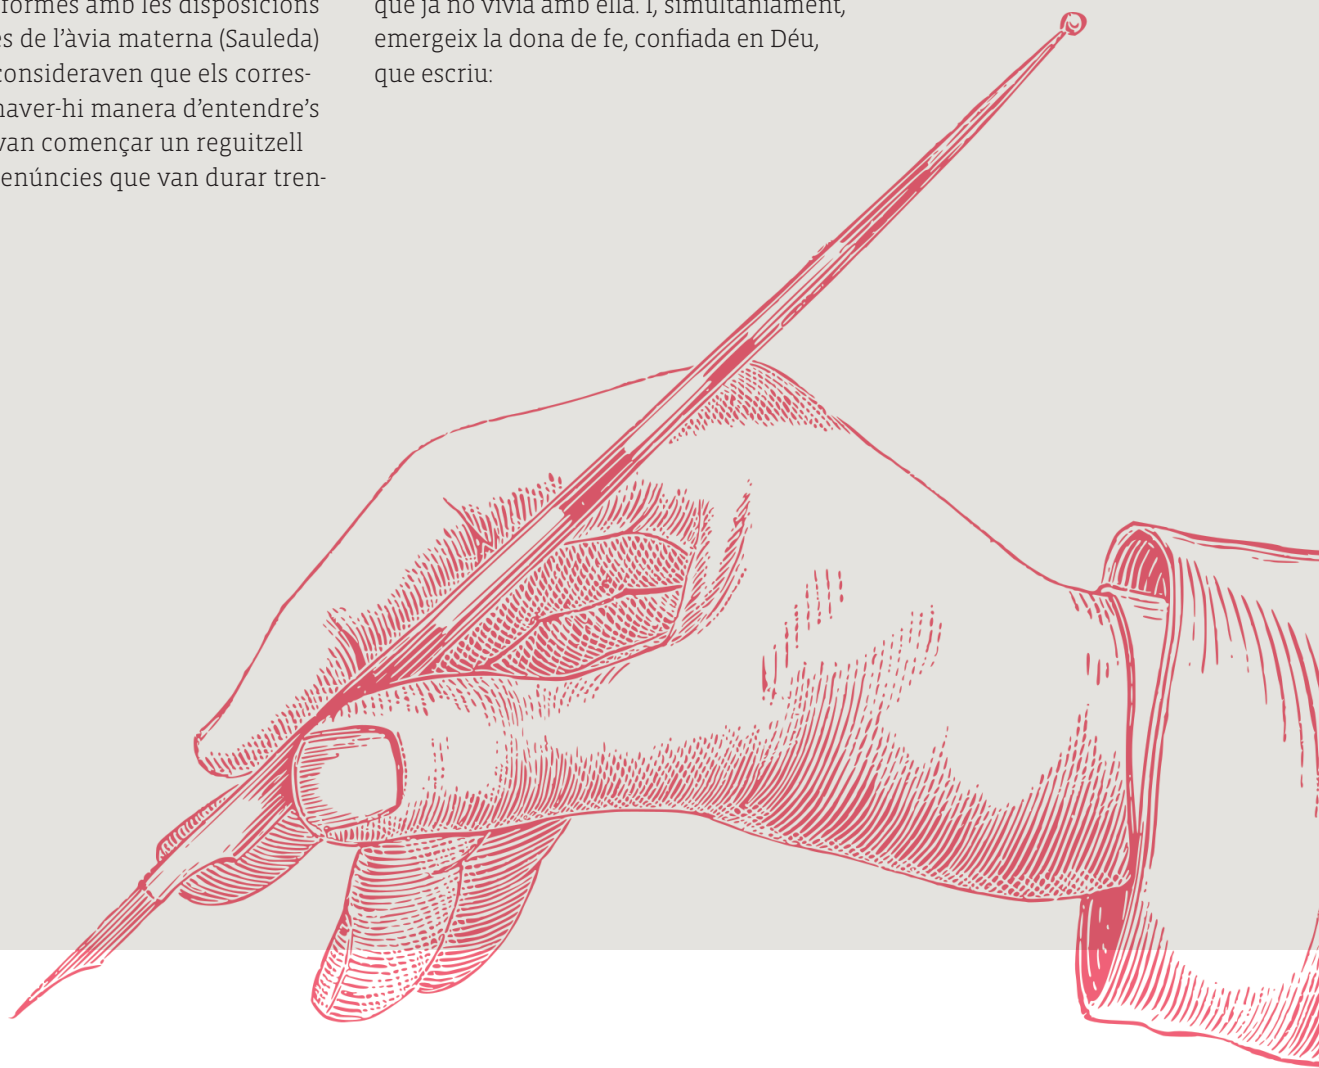 formes amb les disposicions
es de l’àvia materna (Sauleda)
consideraven que els corres-
haver-hi manera d’entendre’s
van començar un reguitzell
enúncies que van durar tren-
que ja no vivia amb ella. I, simultàniament,
emergeix la dona de fe, confiada en Déu,
que escriu: